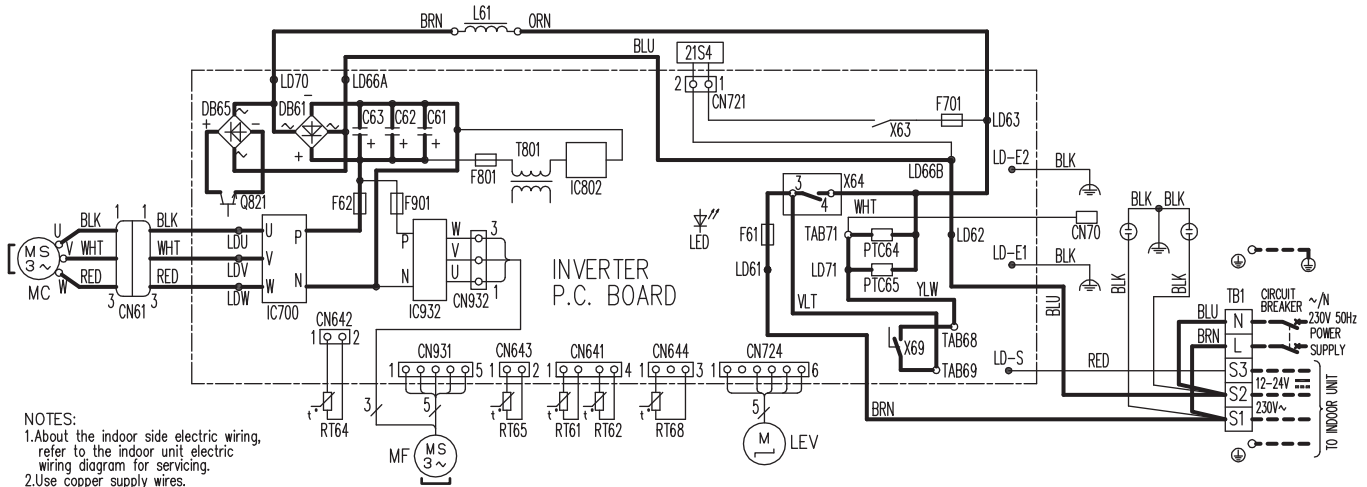 BRN L61 ORN
BLU
21S4
2 1
CN721
LD70 LD66A
DB65 DB61
C63 C62 C61
F701
X63
LD63
LD-E2 BLK
T801
F801
IC802
LD66B
Q821
F62 F901
3 X64
4
WHT
LED
F61
TAB71
PTC64
LD62
CN70
BLK BLK
U BLK 1 1 BLK
V WHT WHT
W RED 3 3 RED
MS
3~
MC
CN61
LDU
LDV
LDW
U P
V
W N
IC700
P W 3
V
N U 1
IC932 CN932
INVERTER
P.C. BOARD
LD61
LD71
PTC65
LD-E1 BLK
VLT
YLW
BLU
BLK BLK
TB1
CIRCUIT
BREAKER
~/N
230V 50Hz
POWER
SUPPLY
BLU N
BRN L
S3
12-24V
S2
230V~
S1
TO INDOOR UNIT
X69
TAB68
TAB69
LD-S RED
BRN
CN642
1 2
CN931
1 5
CN643
1 2
CN641
1 4
CN644
1 3
CN724
1 6
t°
RT64
3
5
t°
RT65
t°
RT61
t°
RT62
t°
RT68
5
MF
MS
3~
M
LEV
NOTES:
1.About the indoor side electric wiring,
refer to the indoor unit electric
wiring diagram for servicing.
2.Use copper supply wires.